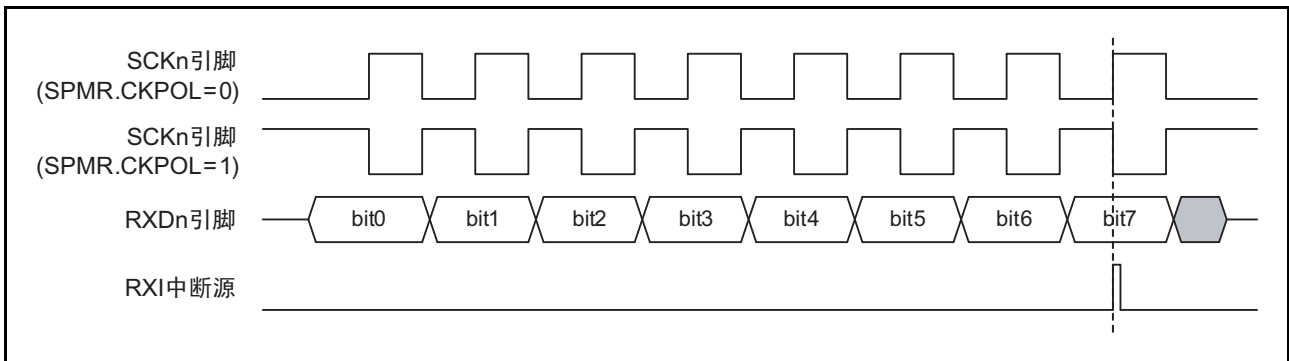 SCKn引脚
(SPMR.CKPOL=0)
SCKn引脚
(SPMR.CKPOL=1)
RXDn引脚
bit0 bit1 bit2 bit3 bit4 bit5 bit6 bit7
RXI中断源